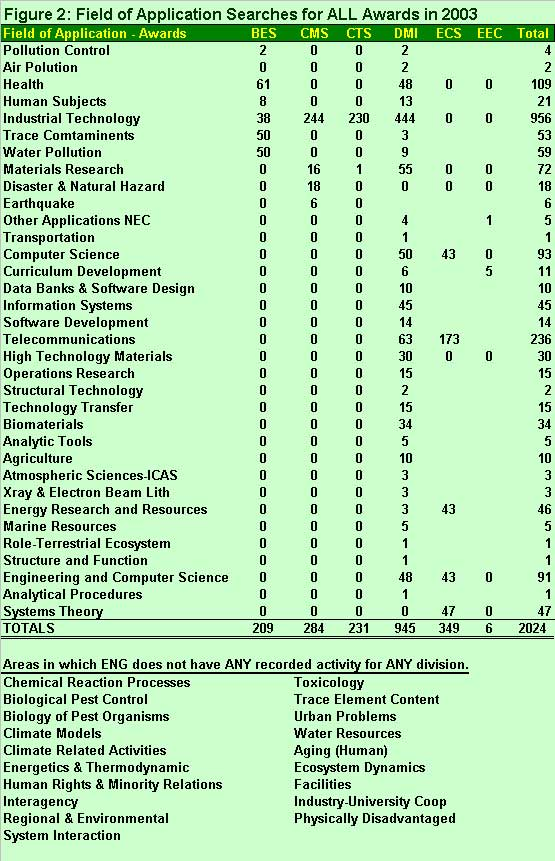 Figure 2: Field of Application Searches for ALL Awards in 2003
Field of Application - Awards BES CMS CTS DMI ECS EEC Total
Pollution Control 2 0 0 2 4
Air Polution 0 0 0 2 2
Health 61 0 0 48 0 0 109
Human Subjects 8 0 0 13 21
Industrial Technology 38 244 230 444 0 0 956
Trace Comtaminents 50 0 0 3 53
Water Pollution 50 0 0 9 59
Materials Research 0 16 1 55 0 0 72
Disaster & Natural Hazard 0 18 0 0 0 0 18
Earthquake 0 6 0 6
Other Applications NEC 0 0 0 4 1 5
Transportation 0 0 0 1 1
Computer Science 0 0 0 50 43 0 93
Curriculum Development 0 0 0 6 5 11
Data Banks & Software Design 0 0 0 10 10
Information Systems 0 0 0 45 45
Software Development 0 0 0 14 14
Telecommunications 0 0 0 63 173 236
High Technology Materials 0 0 0 30 0 0 30
Operations Research 0 0 0 15 15
Structural Technology 0 0 0 2 2
Technology Transfer 0 0 0 15 15
Biomaterials 0 0 0 34 34
Analytic Tools 0 0 0 5 5
Agriculture 0 0 0 10 10
Atmospheric Sciences-ICAS 0 0 0 3 3
Xray & Electron Beam Lith 0 0 0 3 3
Energy Research and Resources 0 0 0 3 43 46
Marine Resources 0 0 0 5 5
Role-Terrestrial Ecosystem 0 0 0 1 1
Structure and Function 0 0 0 1 1
Engineering and Computer Science 0 0 0 48 43 0 91
Analytical Procedures 0 0 0 1 1
Systems Theory 0 0 0 0 47 0 47
TOTALS 209 284 231 945 349 6 2024
Areas in which ENG does not have ANY recorded activity for ANY division.
Chemical Reaction Processes Toxicology
Biological Pest Control Trace Element Content
Biology of Pest Organisms Urban Problems
Climate Models Water Resources
Climate Related Activities Aging (Human)
Energetics & Thermodynamic Ecosystem Dynamics
Human Rights & Minority Relations Facilities
Interagency Industry-University Coop
Regional & Environmental Physically Disadvantaged
System Interaction